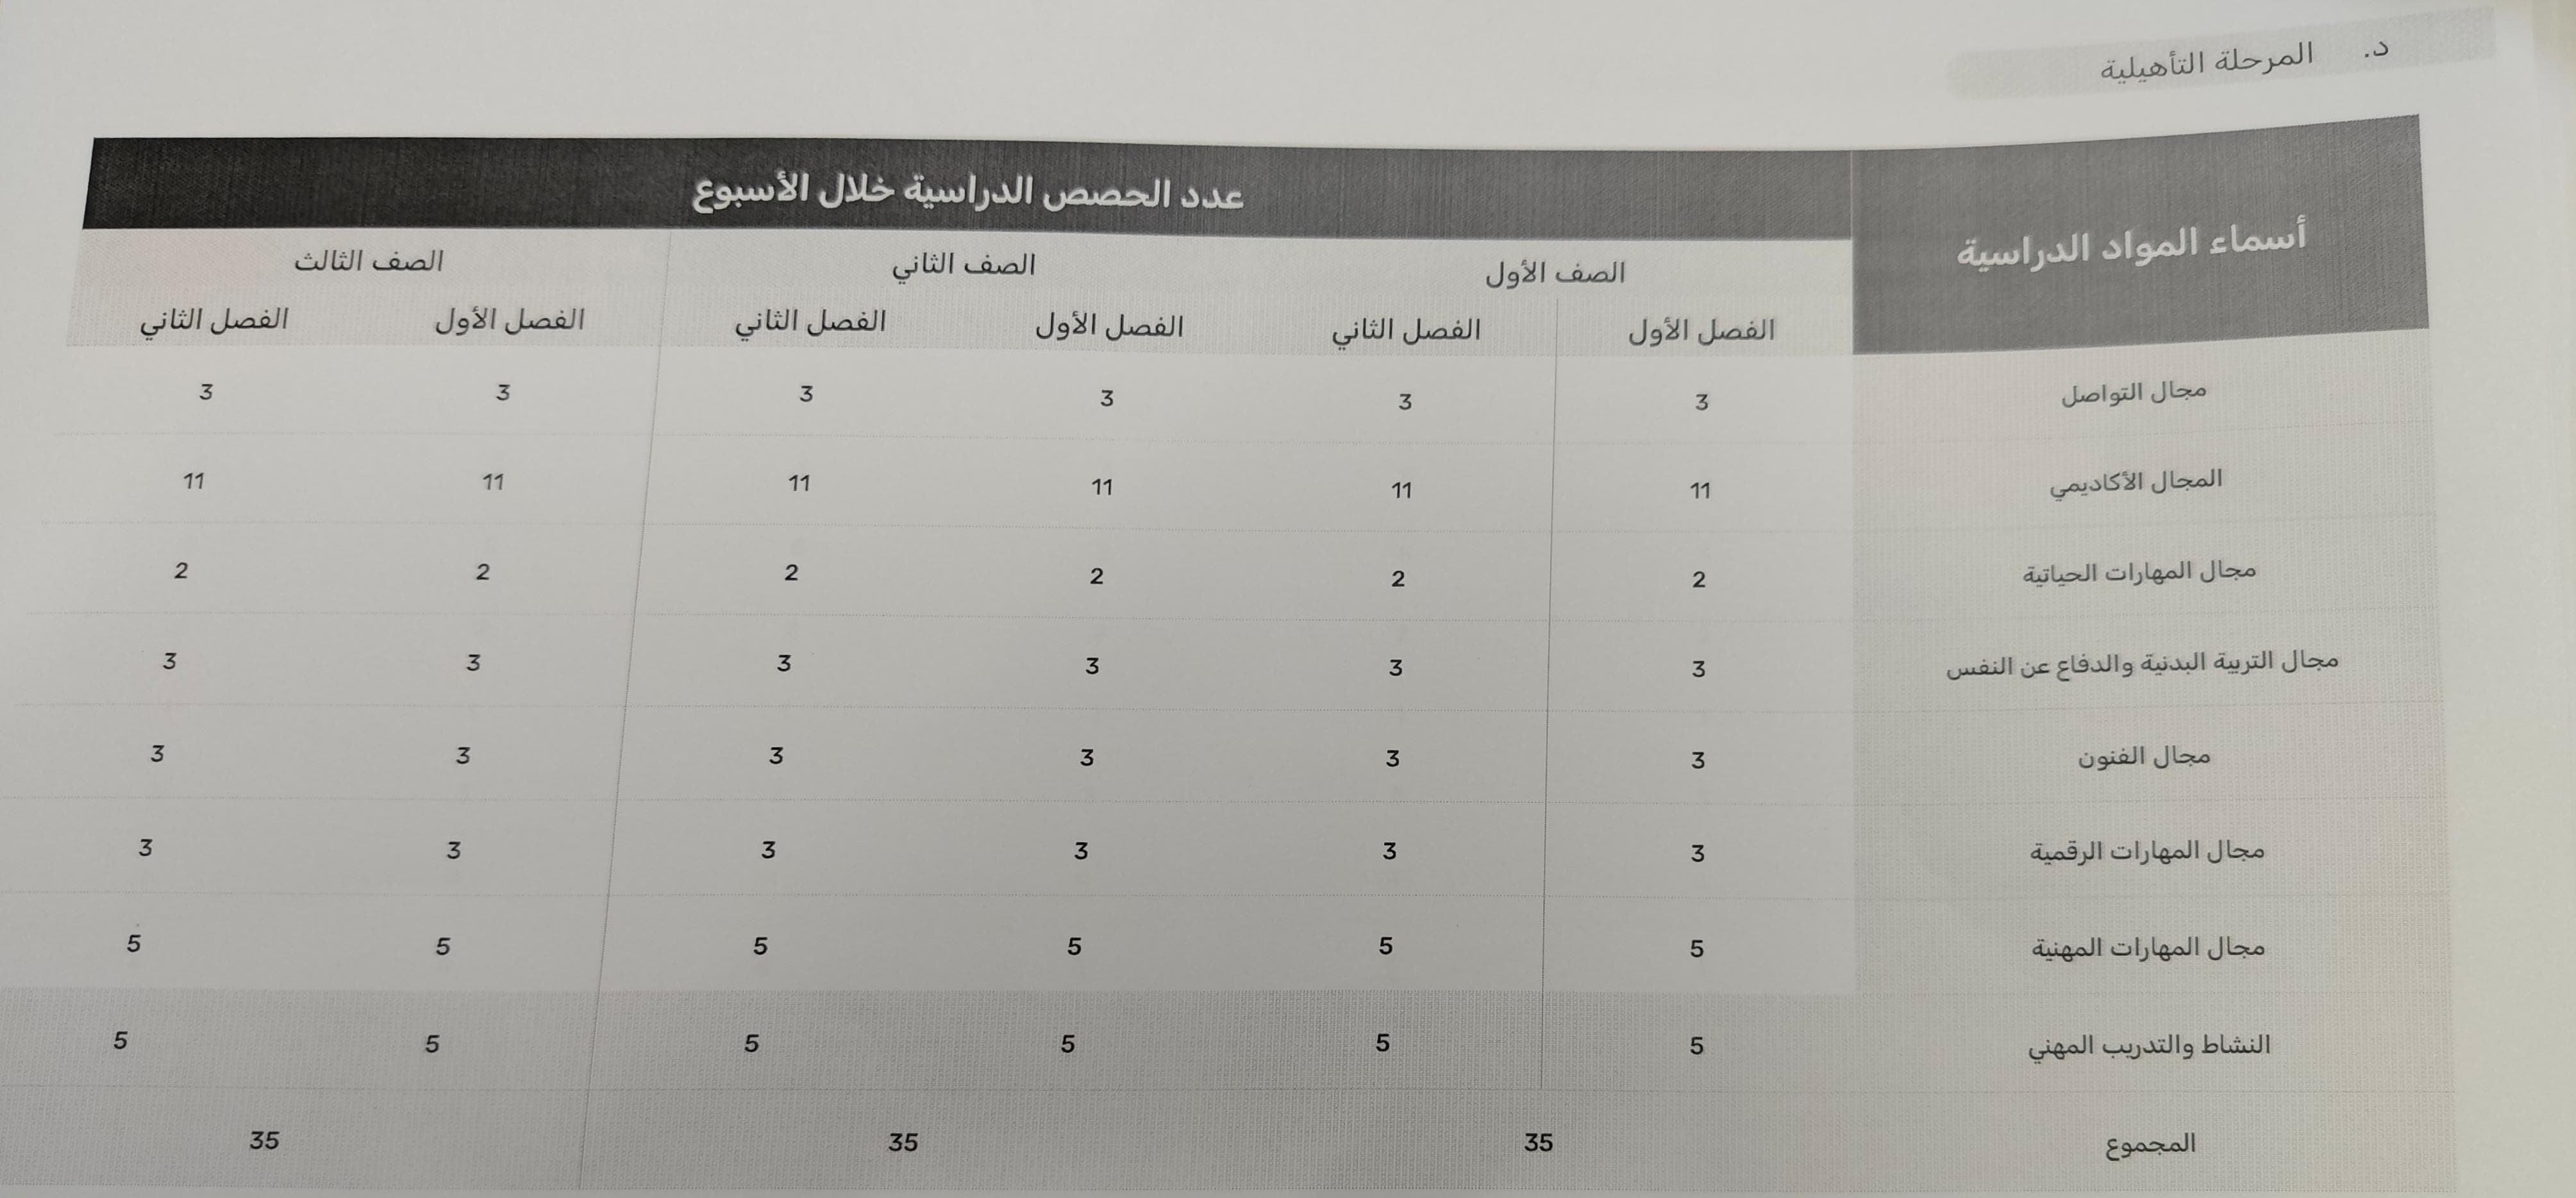 د. المرحلة التأهيلية
أسماء المواد الدراسية
عدد الحصص الدراسية خلال الأسبوع
الصف الأول الصف الثاني الصف الثالث
الفصل الأول الفصل الثاني الفصل الأول الفصل الثاني الفصل الأول الفصل الثاني
مجال التواصل 3 3 3 3 3 3
المجال الأكاديمي 11 11 11 11 11 11
مجال المهارات الحياتية 2 2 2 2 2 2
مجال التربية البدنية والدفاع عن النفس 3 3 3 3 3 3
مجال الفنون 3 3 3 3 3 3
مجال المهارات الرقمية 3 3 3 3 3 3
مجال المهارات المهنية 5 5 5 5 5 5
النشاط والتدريب المهني 5 5 5 5 5 5
المجموع 35 35 35